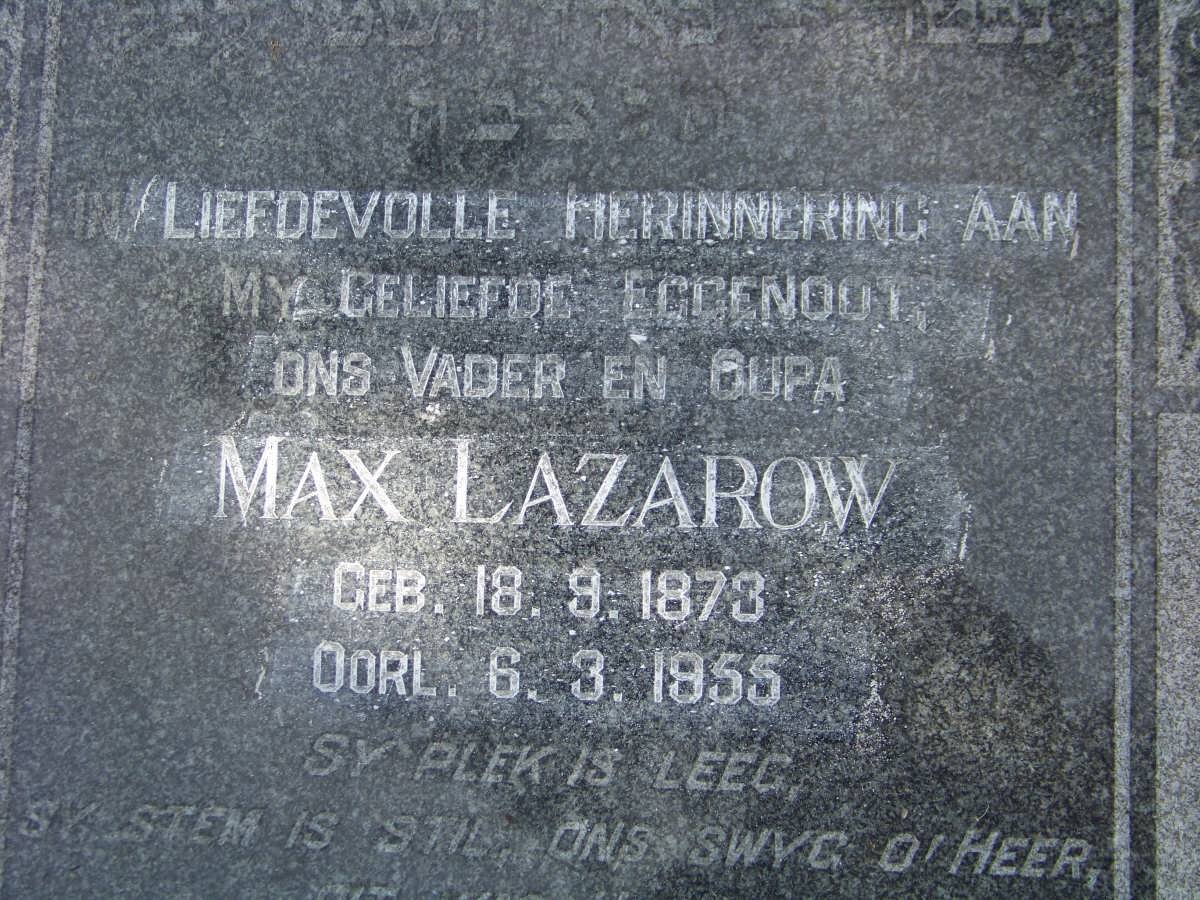 תנצבה
IN LIEFDEVOLLE HERINNERING AAN
MY GELIEFDE EGGENOOT,
ONS VADER EN OUPA
MAX LAZAROW
GEB. 18. 9. 1873
OORL. 6. 3. 1955
SY PLEK IS LEEG,
SY STEM IS STIL, ONS SWYG O! HEER,